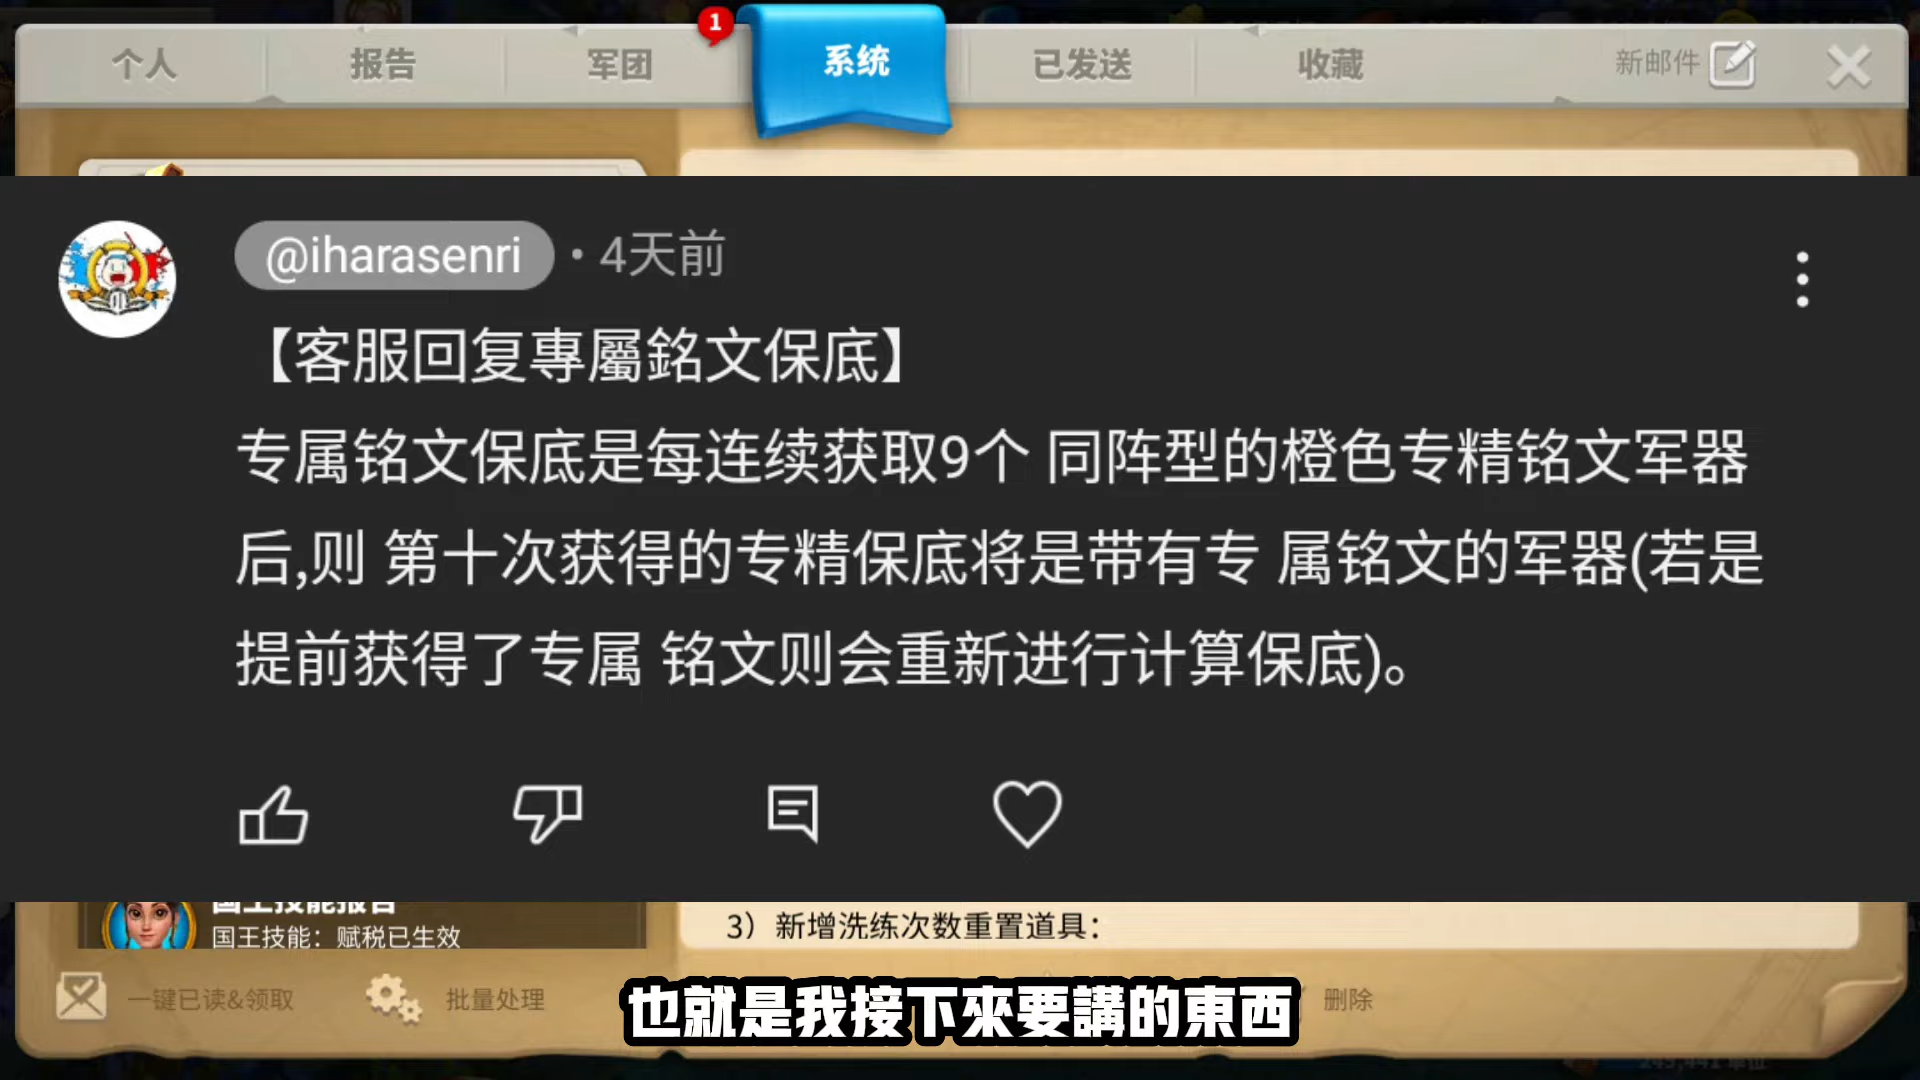 个人
报告
军团
1
系统
已发送
收藏
新邮件
@iharasenri · 4天前
【客服回复專屬銘文保底】
专属铭文保底是每连续获取9个 同阵型的橙色专精铭文军器
后,则 第十次获得的专精保底将是带有专 属铭文的军器(若是
提前获得了专属 铭文则会重新进行计算保底)。
国王技能报告
国王技能：赋税已生效
3）新增洗练次数重置道具：
一键已读&领取
批量处理
删除
也就是我接下來要講的東西